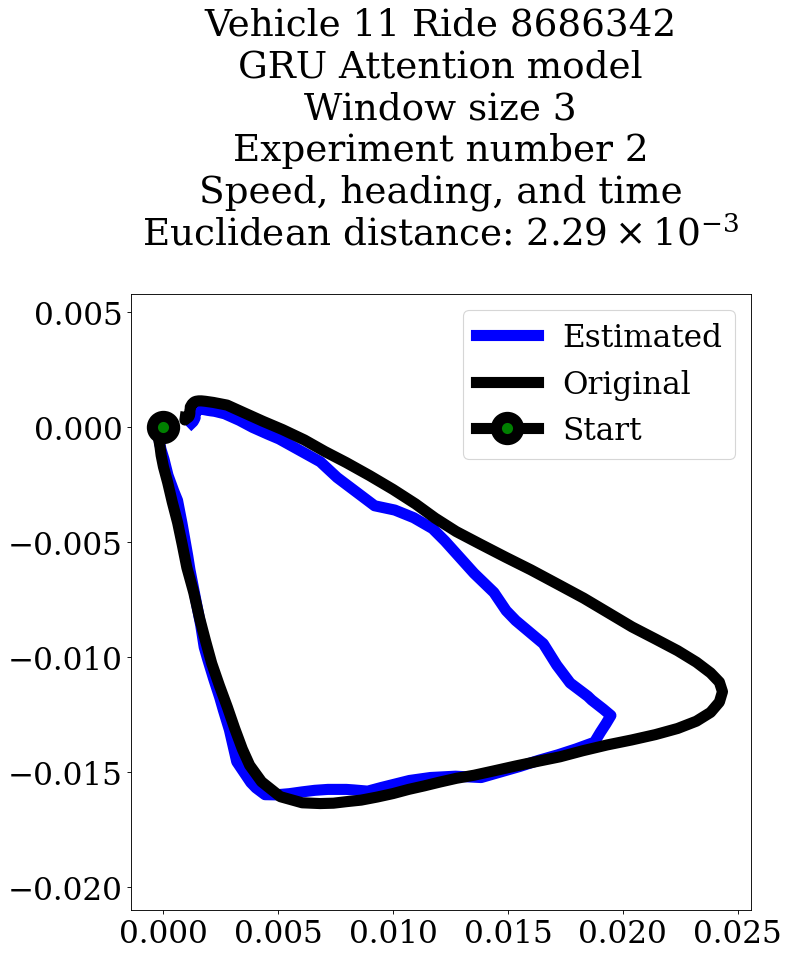 Vehicle 11 Ride 8686342
GRU Attention model
Window size 3
Experiment number 2
Speed, heading, and time
Euclidean distance: 2.29 × 10⁻³
0.005
0.000
−0.005
−0.010
−0.015
−0.020
Estimated
Original
Start
0.000 0.005 0.010 0.015 0.020 0.025